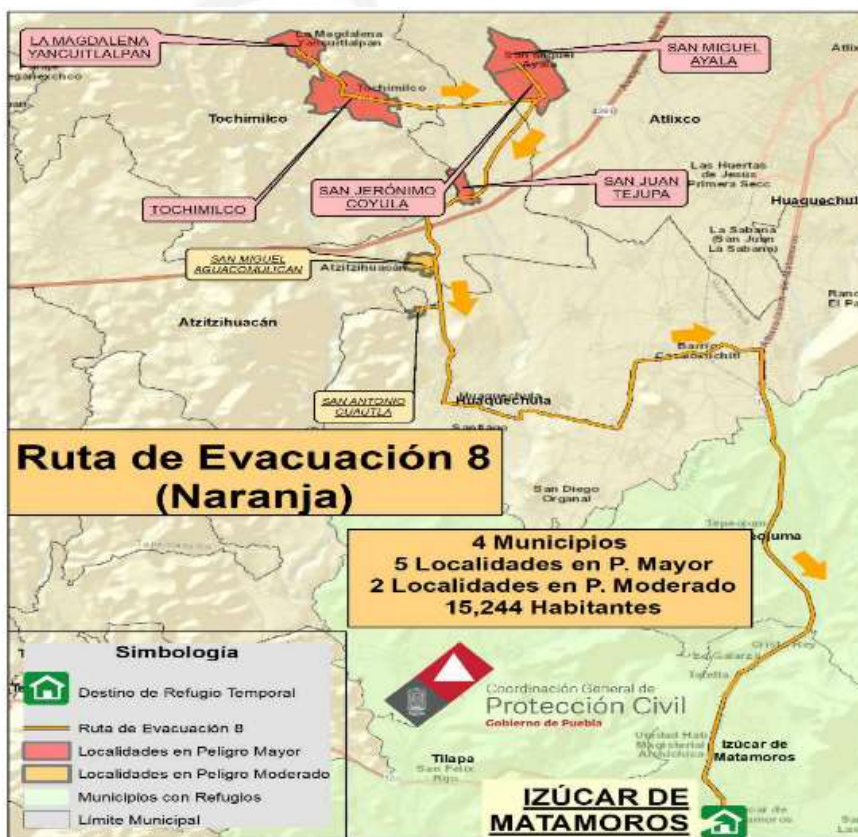 LA MAGDALENA
YANCUITLALPAN
La Magdalena
Yancuitlalpan
SAN MIGUEL
AYALA
San Miguel
Ayala
Tochimilco
Tochimilco
Atlixco
TOCHIMILCO
SAN JERÓNIMO
COYULA
SAN JUAN
TEJUPA
Las Huertas
de Jesús
Primera Secc
Huaquechula
La Sabana
(San Juan
La Sabana)
SAN MIGUEL
AGUACOMULICAN
Atzitzihuacán
Atzitzihuacán
SAN ANTONIO
CUAUTLA
Huaquechula
Santiago
Barrio
San Diego
Organal
Ruta de Evacuación 8
(Naranja)
4 Municipios
5 Localidades en P. Mayor
2 Localidades en P. Moderado
15,244 Habitantes
Simbología
Destino de Refugio Temporal
Ruta de Evacuación 8
Localidades en Peligro Mayor
Localidades en Peligro Moderado
Municipios con Refugios
Límite Municipal
Coordinación General de
Protección Civil
Gobierno de Puebla
Tilapa
Izúcar de
Matamoros
IZÚCAR DE
MATAMOROS